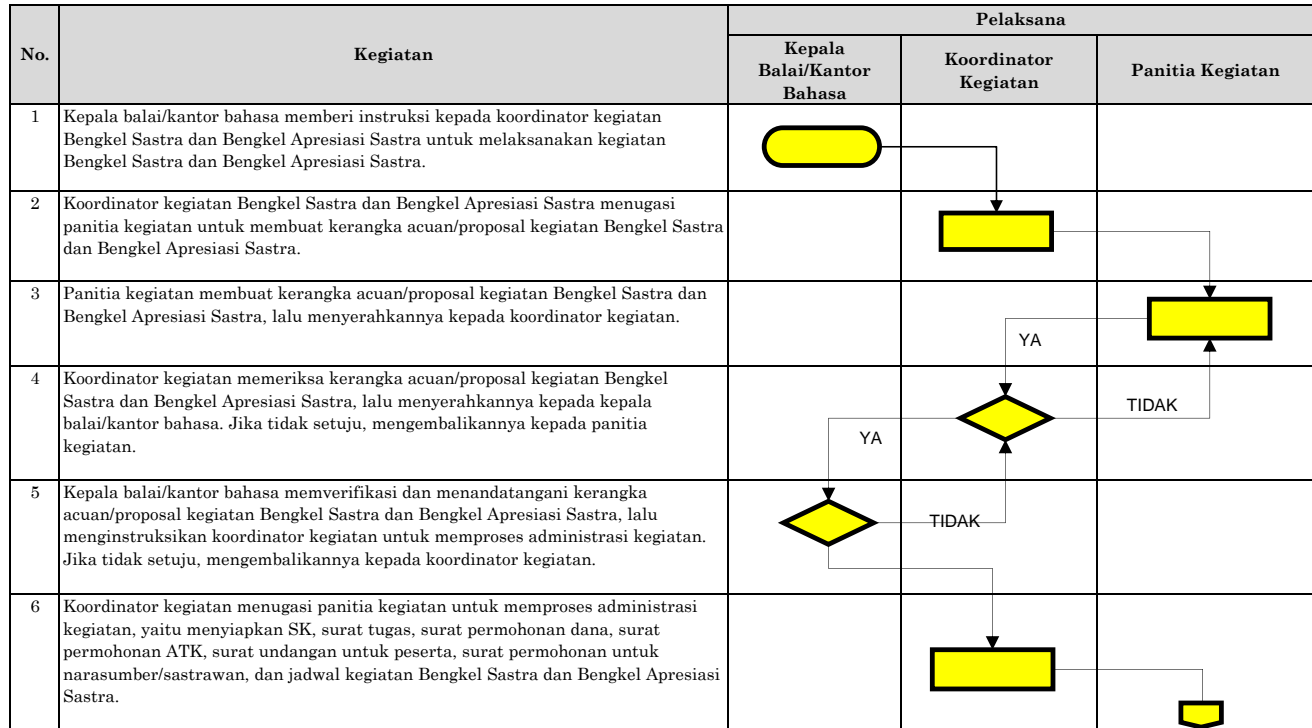 Pelaksana
No.
Kegiatan
Kepala
Balai/Kantor
Bahasa
Koordinator
Kegiatan
Panitia Kegiatan
1
Kepala balai/kantor bahasa memberi instruksi kepada koordinator kegiatan
Bengkel Sastra dan Bengkel Apresiasi Sastra untuk melaksanakan kegiatan
Bengkel Sastra dan Bengkel Apresiasi Sastra.
2
Koordinator kegiatan Bengkel Sastra dan Bengkel Apresiasi Sastra menugasi
panitia kegiatan untuk membuat kerangka acuan/proposal kegiatan Bengkel Sastra
dan Bengkel Apresiasi Sastra.
3
Panitia kegiatan membuat kerangka acuan/proposal kegiatan Bengkel Sastra dan
Bengkel Apresiasi Sastra, lalu menyerahkannya kepada koordinator kegiatan.
YA
4
Koordinator kegiatan memeriksa kerangka acuan/proposal kegiatan Bengkel
Sastra dan Bengkel Apresiasi Sastra, lalu menyerahkannya kepada kepala
balai/kantor bahasa. Jika tidak setuju, mengembalikannya kepada panitia
kegiatan.
TIDAK
YA
5
Kepala balai/kantor bahasa memverifikasi dan menandatangani kerangka
acuan/proposal kegiatan Bengkel Sastra dan Bengkel Apresiasi Sastra, lalu
menginstruksikan koordinator kegiatan untuk memproses administrasi kegiatan.
Jika tidak setuju, mengembalikannya kepada koordinator kegiatan.
TIDAK
6
Koordinator kegiatan menugasi panitia kegiatan untuk memproses administrasi
kegiatan, yaitu menyiapkan SK, surat tugas, surat permohonan dana, surat
permohonan ATK, surat undangan untuk peserta, surat permohonan untuk
narasumber/sastrawan, dan jadwal kegiatan Bengkel Sastra dan Bengkel Apresiasi
Sastra.